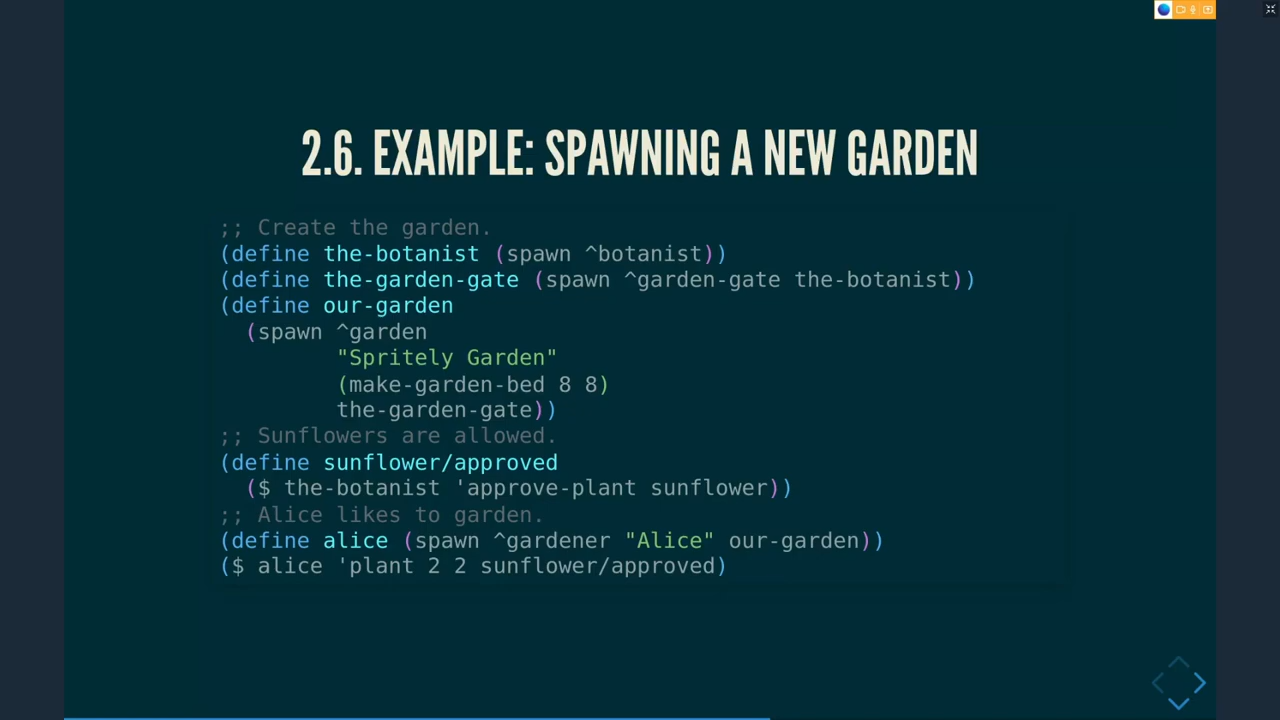 2.6. EXAMPLE: SPAWNING A NEW GARDEN
;; Create the garden.
(define the-botanist (spawn ^botanist))
(define the-garden-gate (spawn ^garden-gate the-botanist))
(define our-garden
  (spawn ^garden
         "Spritely Garden"
         (make-garden-bed 8 8)
         the-garden-gate))
;; Sunflowers are allowed.
(define sunflower/approved
  ($ the-botanist 'approve-plant sunflower))
;; Alice likes to garden.
(define alice (spawn ^gardener "Alice" our-garden))
($ alice 'plant 2 2 sunflower/approved)